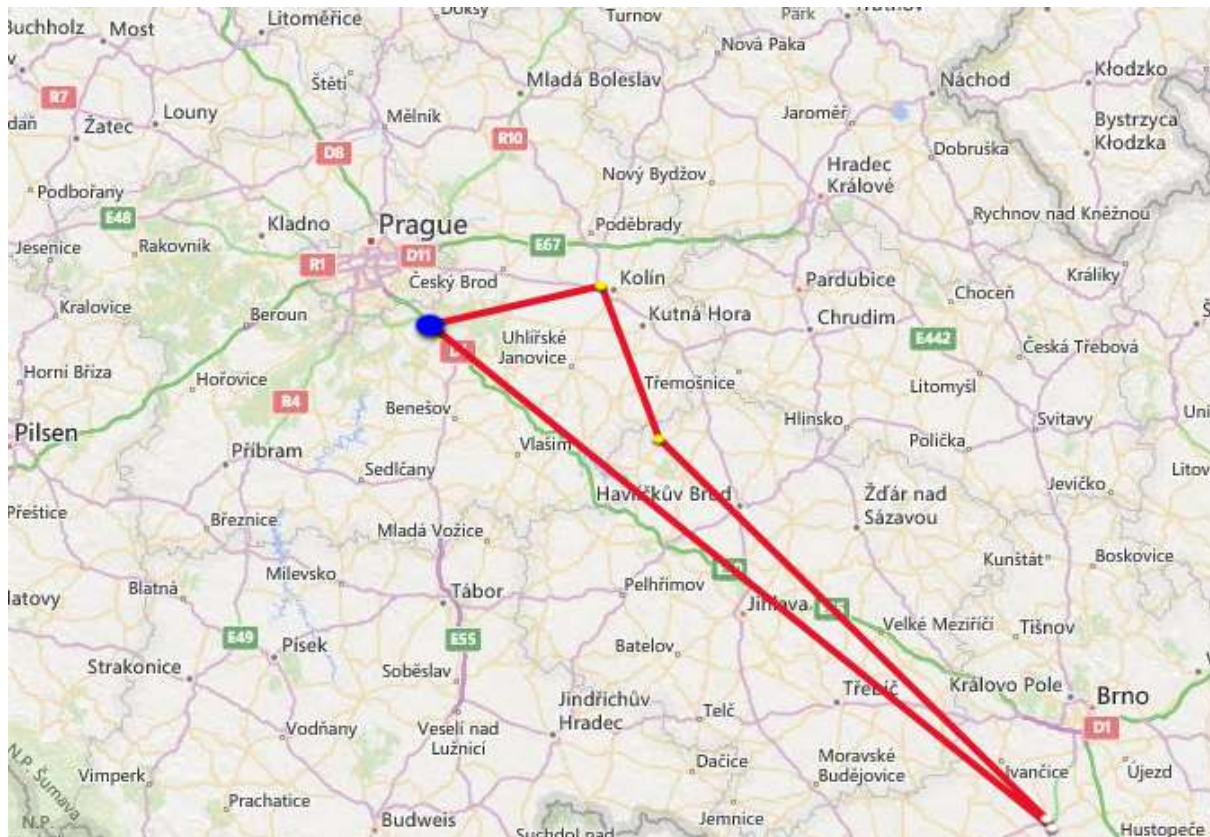 Doksy
Turnov
Park
Buchholz
Most
Litoměřice
Nová Paka
Štětí
Mladá Boleslav
Náchod
Kłodzko
R7
Louny
Mělník
Jaroměř
Bystrzyca
Kłodzka
Žatec
R10
D8
Dobruška
Hradec
Králové
Podbořany
Nový Bydžov
E48
Kladno
Prague
Poděbrady
Rychnov nad Kněžnou
Jesenice
Rakovník
D11
E67
R1
Český Brod
Kolín
Pardubice
Králíky
Kralovice
Choceň
Beroun
Kutná Hora
Chrudim
Uhlířské
Janovice
E442
Česká Třebová
Horní Bříza
Hořovice
R4
Třemošnice
Litomyšl
Benešov
Hlinsko
Svitavy
Pilsen
Vlašim
Polička
Příbram
Sedlčany
Přeštice
Havlíčkův Brod
Žďár nad
Sázavou
Jevíčko
Březnice
Mladá Vožice
Kunštát
Boskovice
Blatná
Milevsko
Tábor
Pelhřimov
Jihlava
E49
Písek
E55
Velké Meziříčí
Tišnov
Batelov
Strakonice
Soběslav
Jindřichův
Hradec
Třebíč
Královo Pole
Brno
Vodňany
Veselí nad
Lužnicí
Telč
D1
N.P. Šumava
Vimperk
Dačice
Moravské
Budějovice
Ivančice
Újezd
Prachatice
N.P.
Budweis
Suchdol nad
Jemnice
Hustopeče